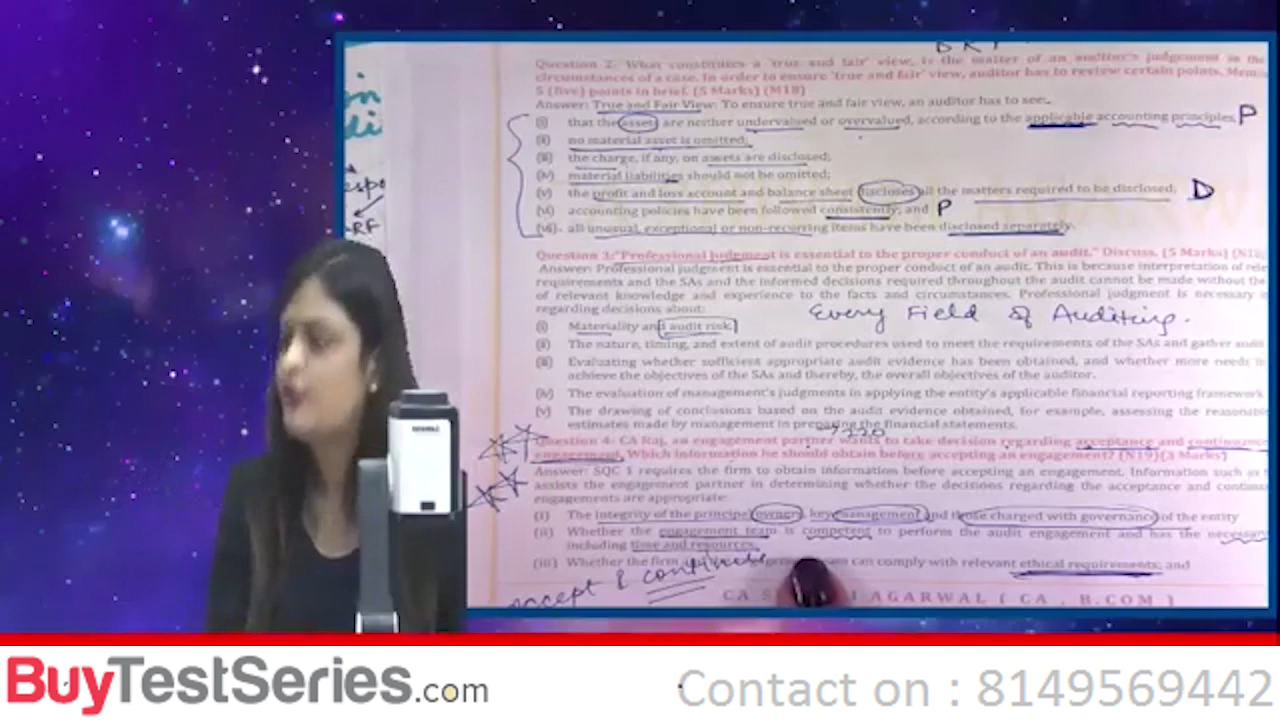 Question 2: What constitutes a 'true and fair' view, is the matter of an auditor's judgement in the
circumstances of a case. In order to ensure 'true and fair' view, auditor has to review certain points.
5 (five) points in brief. (5 Marks) (M18)
Answer: True and Fair View: To ensure true and fair view, an auditor has to see:-
(i) that the assets are neither undervalued or overvalued, according to the applicable accounting principles, P
(ii) no material asset is omitted;
(iii) the charge, if any, on assets are disclosed;
(iv) material liabilities should not be omitted;
(v) the profit and loss account and balance sheet discloses all the matters required to be disclosed; D
(vi) accounting policies have been followed consistently; and P
(vii) all unusual, exceptional or non-recurring items have been disclosed separately.
Question 3: "Professional judgment is essential to the proper conduct of an audit." Discuss. (5 Marks)
Answer: Professional judgment is essential to the proper conduct of an audit. This is because interpretation of
requirements and the SAs and the informed decisions required throughout the audit cannot be made without the
of relevant knowledge and experience to the facts and circumstances. Professional judgment is necessary
regarding decisions about:
Every Field of Auditing.
(i) Materiality and audit risk.
(ii) The nature, timing, and extent of audit procedures used to meet the requirements of the SAs and gather audit
(iii) Evaluating whether sufficient appropriate audit evidence has been obtained, and whether more
achieve the objectives of the SAs and thereby, the overall objectives of the auditor.
(iv) The evaluation of management's judgments in applying the entity's applicable financial reporting framework.
(v) The drawing of conclusions based on the audit evidence obtained, for example, assessing the
estimates made by management in preparing the financial statements.
220
Question 4: CA Raj, an engagement partner wants to take decision regarding acceptance and
engagement. Which information he should obtain before accepting an engagement? (N19)(3 Marks)
Answer: SQC 1 requires the firm to obtain information before accepting an engagement. Information such as
assists the engagement partner in determining whether the decisions regarding the acceptance and
engagements are appropriate:
(i) The integrity of the principal owners, key management and those charged with governance of the entity
(ii) Whether the engagement team is competent to perform the audit engagement and has the
including time and resources.
(iii) Whether the firm can comply with relevant ethical requirements; and
accept & continue
CA AGARWAL ( CA , B.COM )
BuyTestSeries.com
Contact on : 8149569442